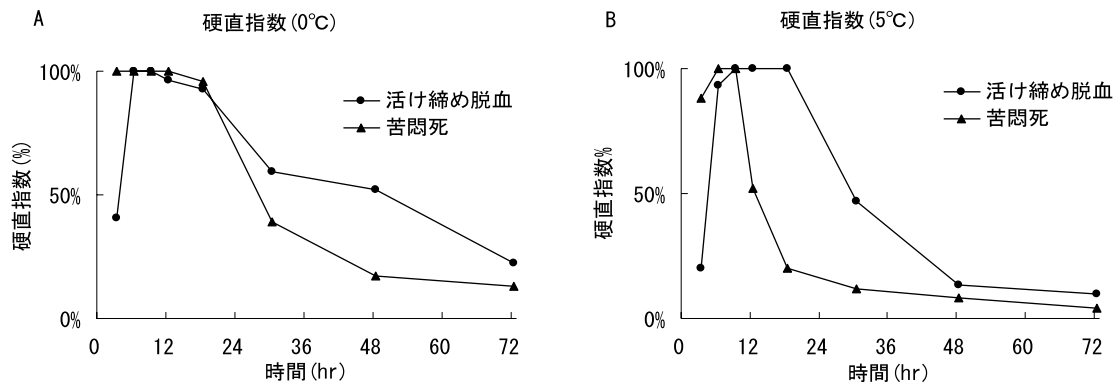 A
硬直指数(0℃)
100%
50%
0%
硬直指数(%)
活け締め脱血
苦悶死
0 12 24 36 48 72
時間(hr)
B
硬直指数(5℃)
100%
50%
0%
硬直指数%
活け締め脱血
苦悶死
0 12 24 36 48 72
時間(hr)